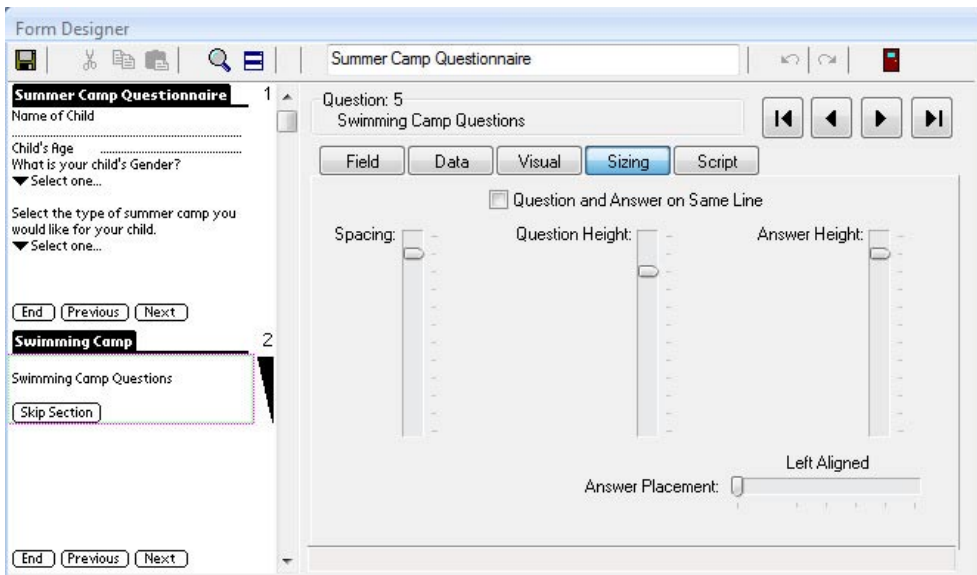 Form Designer
Summer Camp Questionnaire
Summer Camp Questionnaire 1
Name of Child
Child's Age
What is your child's Gender?
Select one...
Select the type of summer camp you
would like for your child.
Select one...
End Previous Next
Swimming Camp 2
Swimming Camp Questions
Skip Section
End Previous Next
Question: 5
Swimming Camp Questions
Field Data Visual Sizing Script
Question and Answer on Same Line
Spacing: Question Height: Answer Height:
Left Aligned
Answer Placement: